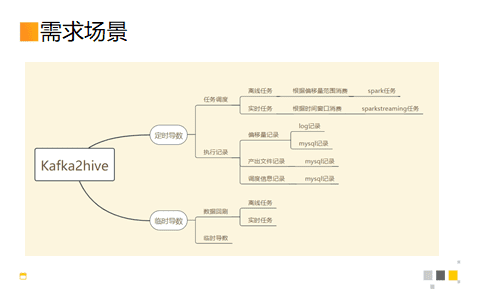 需求场景
Kafka2hive
定时导数
任务调度
离线任务
根据偏移量范围消费
spark任务
实时任务
根据时间窗口消费
sparkstreaming任务
执行记录
偏移量记录
log记录
mysql记录
产出文件记录
mysql记录
调度信息记录
mysql记录
临时导数
数据回刷
离线任务
实时任务
临时导数